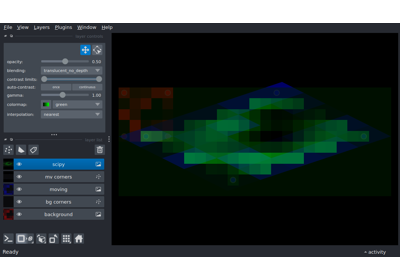 File View Layers Plugins Window Help
opacity: 0.50
blending: translucent_no_depth
contrast limits:
auto-contrast: once continuous
gamma: 1.00
colormap: green
interpolation: nearest
scipy
mv corners
moving
bg corners
background
Ready activity